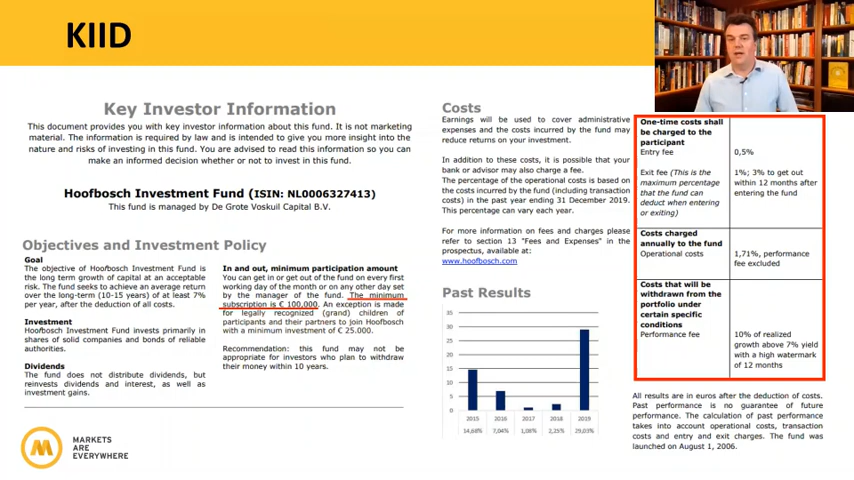 KIID
Key Investor Information
This document provides you with key investor information about this fund. It is not marketing
material. The information is required by law and is intended to give you more insight into the
nature and risks of investing in this fund. You are advised to read this information so you can
make an informed decision whether or not to invest in this fund.
Hoofbosch Investment Fund (ISIN: NL0006327413)
This fund is managed by De Grote Voskuil Capital B.V.
Objectives and Investment Policy
Goal
The objective of Hoofbosch Investment Fund is
the long term growth of capital at an acceptable
risk. The fund seeks to achieve an average return
over the long-term (10-15 years) of at least 7%
per year, after the deduction of all costs.
Investment
Hoofbosch Investment Fund invests primarily in
shares of solid companies and bonds of reliable
authorities.
Dividends
The fund does not distribute dividends, but
reinvests dividends and interest, as well as
investment gains.
In and out, minimum participation amount
You can get in or get out of the fund on every first
working day of the month or on any other day set
by the manager of the fund. The minimum
subscription is € 100,000. An exception is made
for legally recognized (grand) children of
participants and their partners to join Hoofbosch
with a minimum investment of € 25.000.
Recommendation: this fund may not be
appropriate for investors who plan to withdraw
their money within 10 years.
MARKETS
ARE
EVERYWHERE
Costs
Earnings will be used to cover administrative
expenses and the costs incurred by the fund may
reduce returns on your investment.
In addition to these costs, it is possible that your
bank or advisor may also charge a fee.
The percentage of the operational costs is based on
the costs incurred by the fund (including transaction
costs) in the past year ending 31 December 2019.
This percentage can vary each year.
For more information on fees and charges please
refer to section 13 "Fees and Expenses" in the
prospectus, available at:
www.hoofbosch.com
Past Results
35
30
25
20
15
10
5
0
2015 2016 2017 2018 2019
14,68% 7,04% 1,08% 2,25% 29,03%
One-time costs shall
be charged to the
participant
Entry fee 0,5%
Exit fee (This is the 1%; 3% to get out
maximum percentage within 12 months after
that the fund can entering the fund
deduct when entering
or exiting)
Costs charged
annually to the fund
Operational costs 1,71%, performance
fee excluded
Costs that will be
withdrawn from the
portfolio under
certain specific
conditions
Performance fee 10% of realized
growth above 7% yield
with a high watermark
of 12 months
All results are in euros after the deduction of costs.
Past performance is no guarantee of future
performance. The calculation of past performance
takes into account operational costs, transaction
costs and entry and exit charges. The fund was
launched on August 1, 2006.